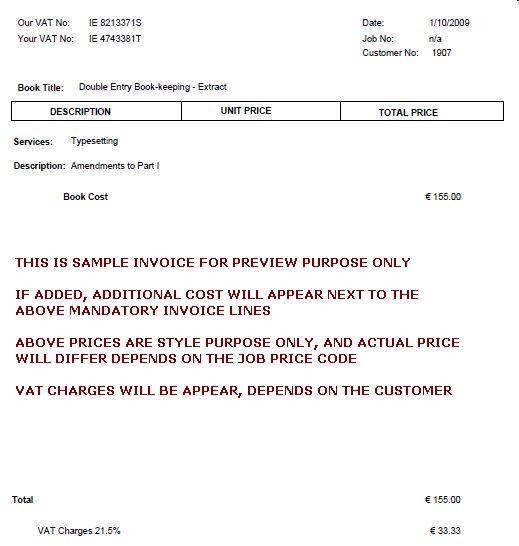 Our VAT No: IE 8213371S Date: 1/10/2009
Your VAT No: IE 4743381T Job No: n/a
Customer No: 1907
Book Title: Double Entry Book-keeping - Extract
DESCRIPTION UNIT PRICE TOTAL PRICE
Services: Typesetting
Description: Amendments to Part I
Book Cost € 155.00
THIS IS SAMPLE INVOICE FOR PREVIEW PURPOSE ONLY
IF ADDED, ADDITIONAL COST WILL APPEAR NEXT TO THE
ABOVE MANDATORY INVOICE LINES
ABOVE PRICES ARE STYLE PURPOSE ONLY, AND ACTUAL PRICE
WILL DIFFER DEPENDS ON THE JOB PRICE CODE
VAT CHARGES WILL BE APPEAR, DEPENDS ON THE CUSTOMER
Total € 155.00
VAT Charges 21.5% € 33.33